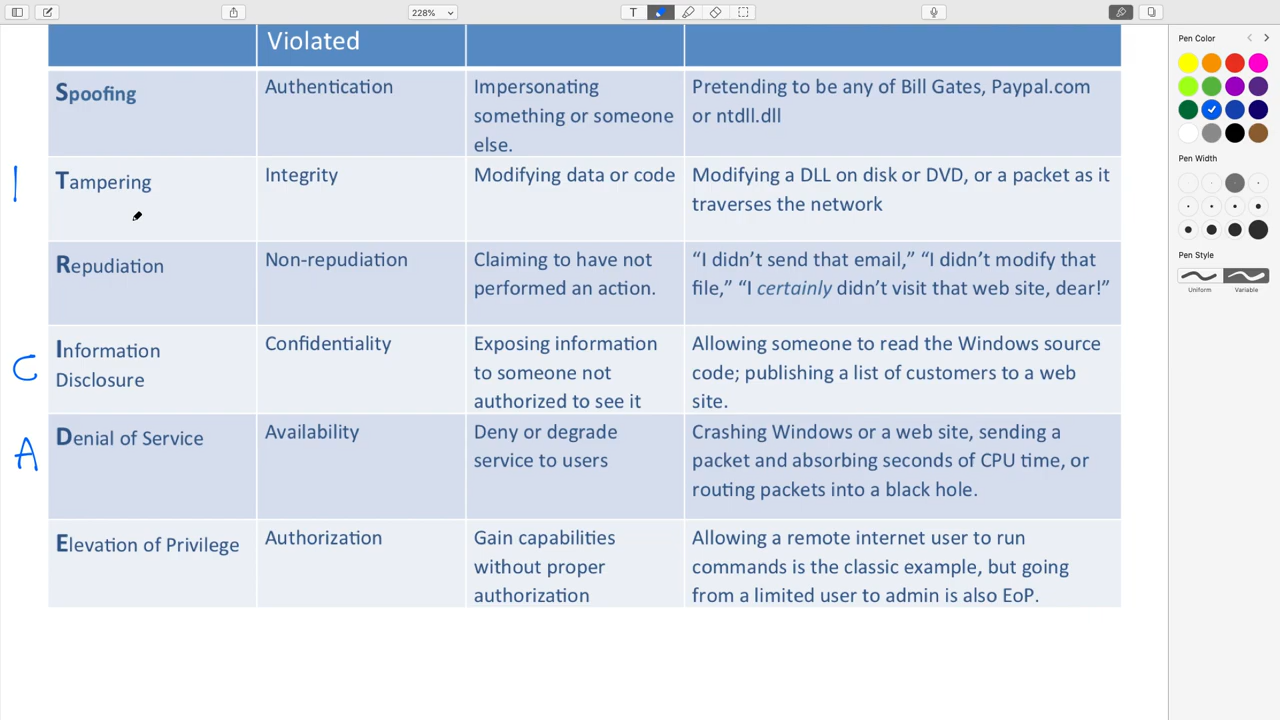 228%
T
Violated
Spoofing
Authentication
Impersonating
something or someone
else.
Pretending to be any of Bill Gates, Paypal.com
or ntdll.dll
I
Tampering
Integrity
Modifying data or code
Modifying a DLL on disk or DVD, or a packet as it
traverses the network
Repudiation
Non-repudiation
Claiming to have not
performed an action.
“I didn’t send that email,” “I didn’t modify that
file,” “I certainly didn’t visit that web site, dear!”
C
Information
Disclosure
Confidentiality
Exposing information
to someone not
authorized to see it
Allowing someone to read the Windows source
code; publishing a list of customers to a web
site.
A
Denial of Service
Availability
Deny or degrade
service to users
Crashing Windows or a web site, sending a
packet and absorbing seconds of CPU time, or
routing packets into a black hole.
Elevation of Privilege
Authorization
Gain capabilities
without proper
authorization
Allowing a remote internet user to run
commands is the classic example, but going
from a limited user to admin is also EoP.
Pen Color
Pen Width
Pen Style
Uniform
Variable